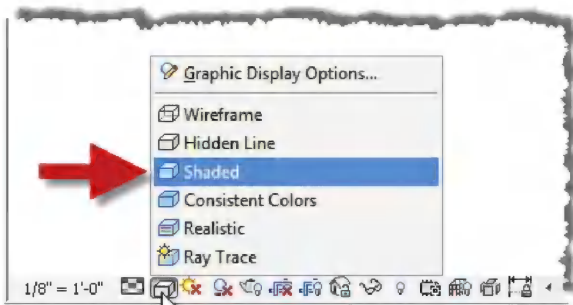 Graphic Display Options...
Wireframe
Hidden Line
Shaded
Consistent Colors
Realistic
Ray Trace
1/8" = 1'-0"